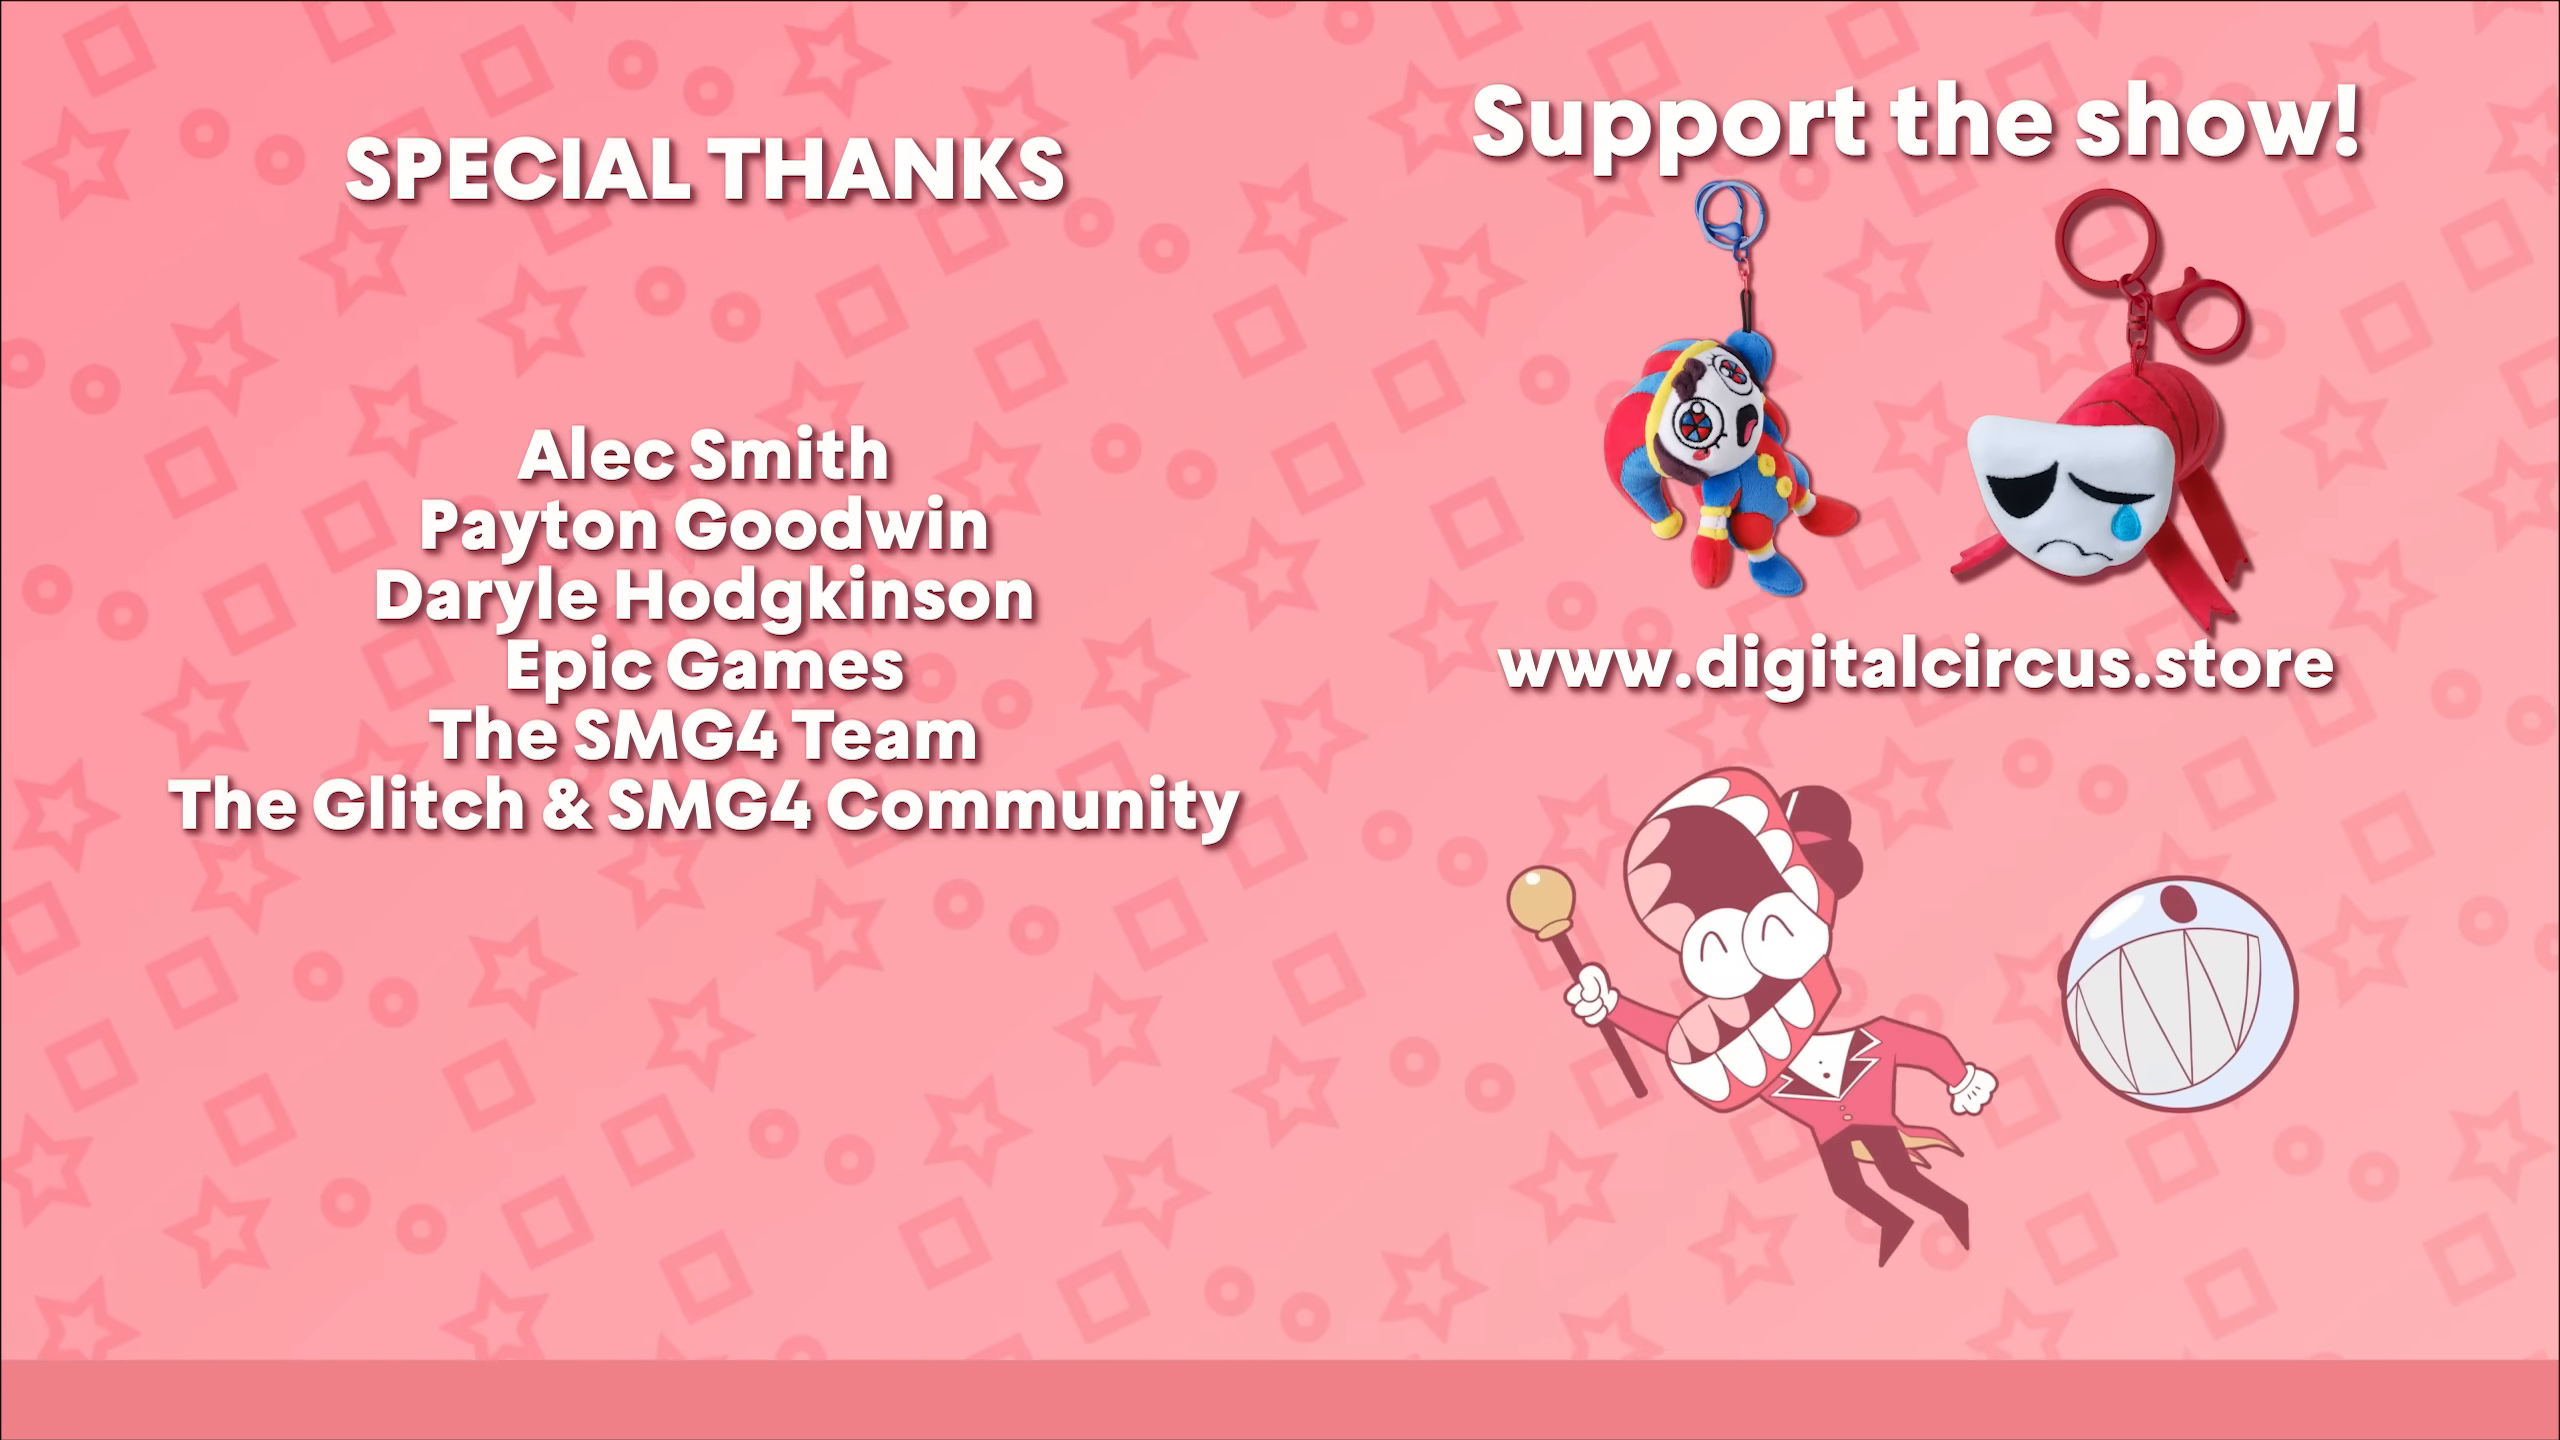 SPECIAL THANKS
Alec Smith
Payton Goodwin
Daryle Hodgkinson
Epic Games
The SMG4 Team
The Glitch & SMG4 Community
Support the show!
www.digitalcircus.store